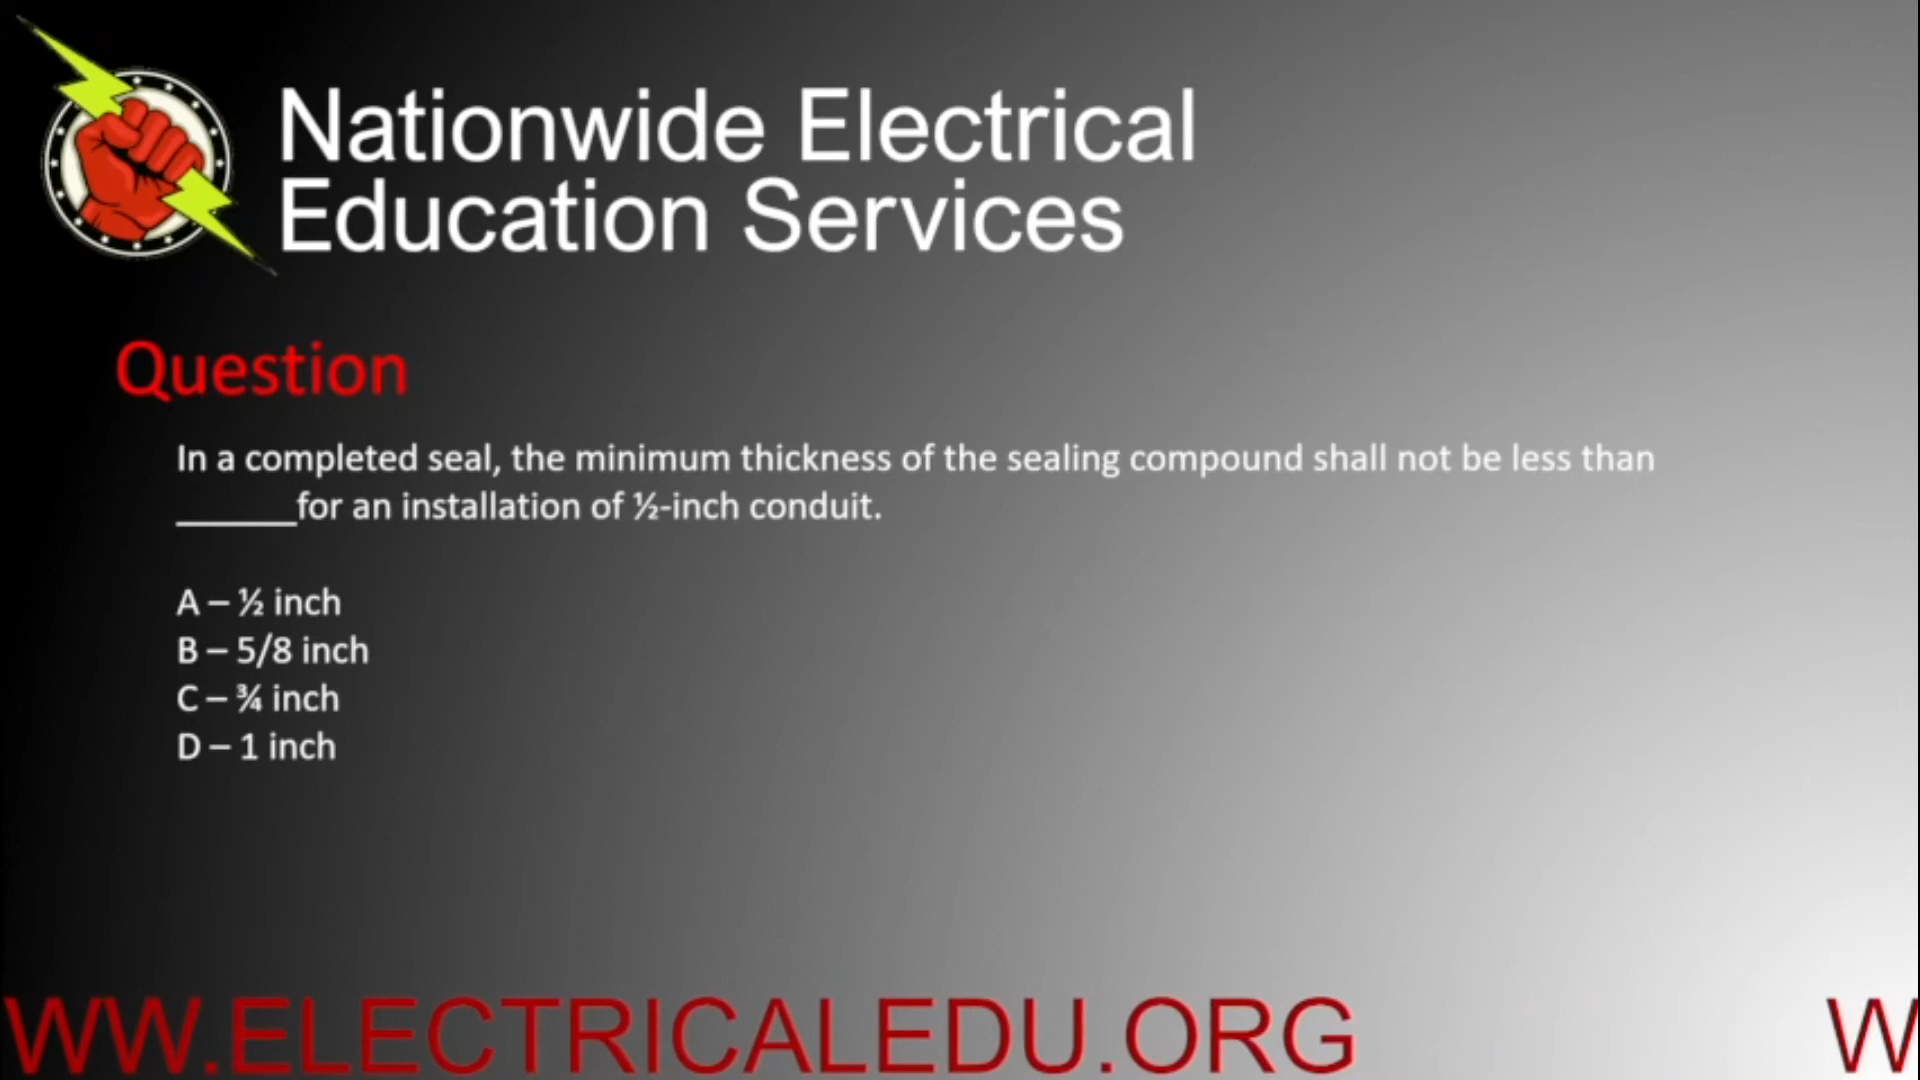 Nationwide Electrical
Education Services
Question
In a completed seal, the minimum thickness of the sealing compound shall not be less than
______for an installation of ½-inch conduit.
A – ½ inch
B – 5/8 inch
C – ¾ inch
D – 1 inch
WW.ELECTRICALEDU.ORG W